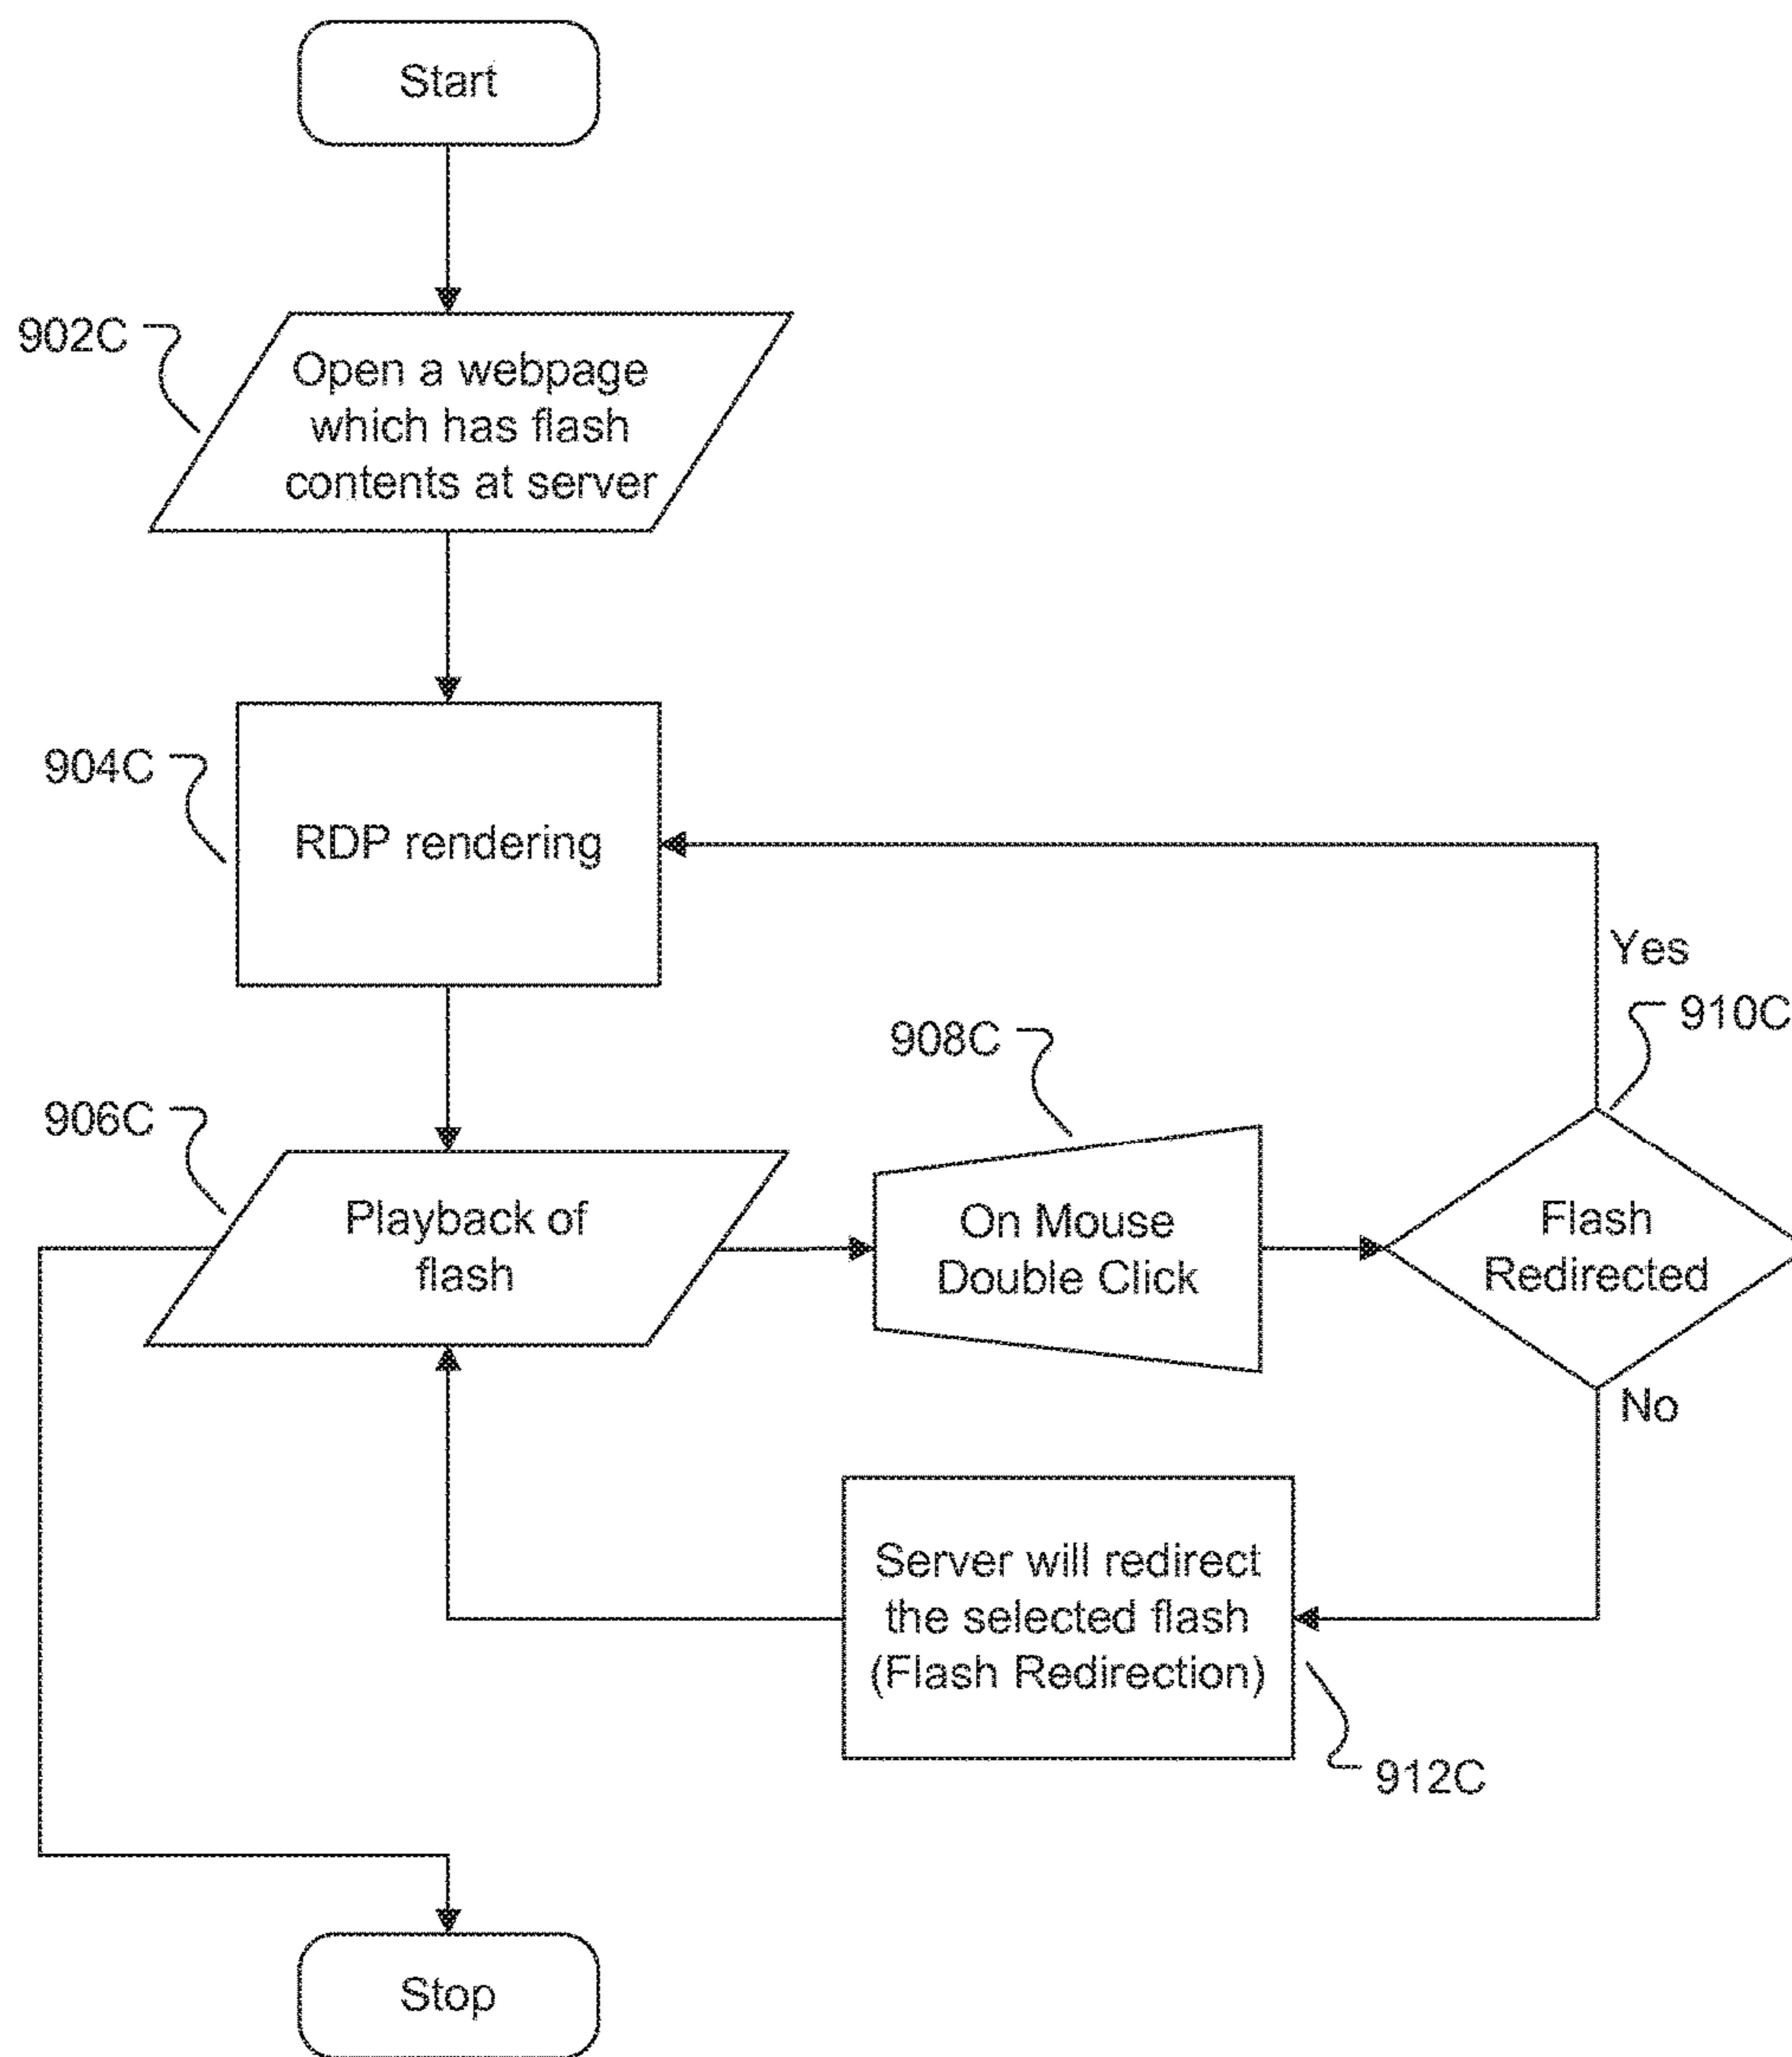 Start
902C
Open a webpage
which has flash
contents at server
904C
RDP rendering
Yes
910C
908C
906C
Playback of
flash
On Mouse
Double Click
Flash
Redirected
No
Server will redirect
the selected flash
(Flash Redirection)
912C
Stop